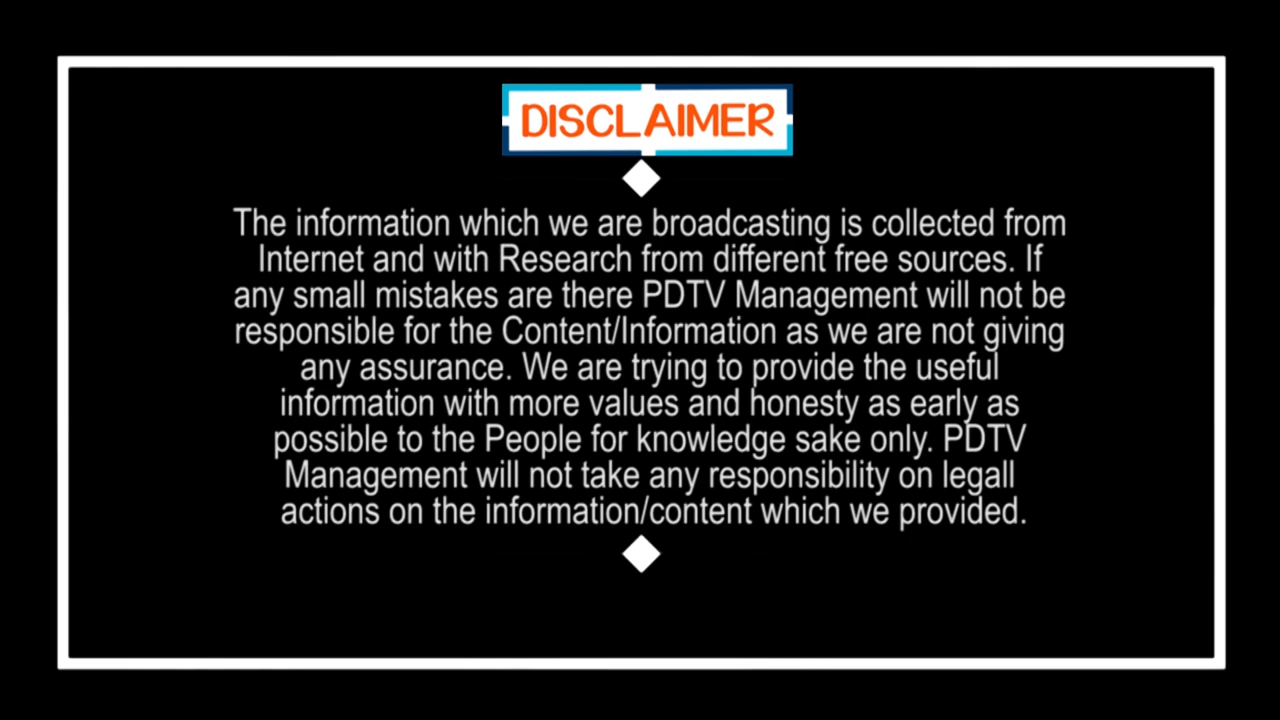 DISCLAIMER
The information which we are broadcasting is collected from
Internet and with Research from different free sources. If
any small mistakes are there PDTV Management will not be
responsible for the Content/Information as we are not giving
any assurance. We are trying to provide the useful
information with more values and honesty as early as
possible to the People for knowledge sake only. PDTV
Management will not take any responsibility on legall
actions on the information/content which we provided.